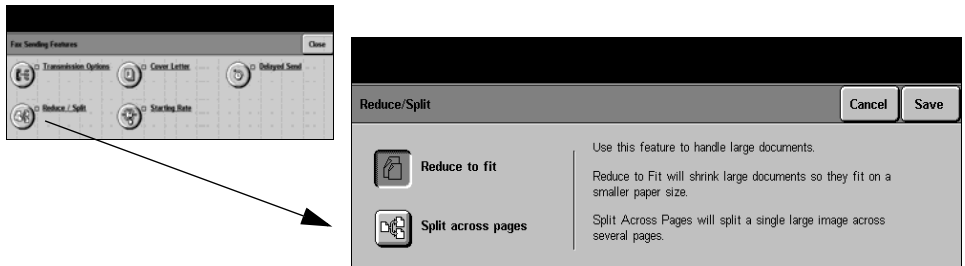 Fax Sending Features
Close
Transmission Options
Cover Letter
Delayed Send
Reduce / Split
Starting Rate
Reduce/Split
Cancel
Save
Reduce to fit
Split across pages
Use this feature to handle large documents.
Reduce to Fit will shrink large documents so they fit on a
smaller paper size.
Split Across Pages will split a single large image across
several pages.